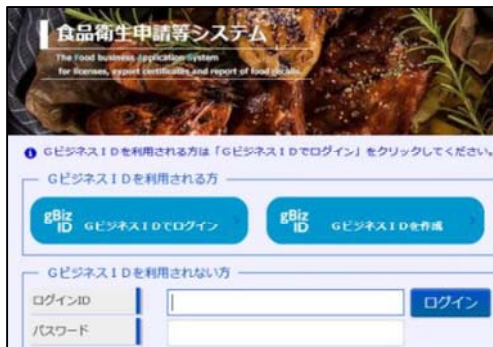 食品衛生申請等システム
The Food business Application System
for licenses, export certificates and report of food recalls
GビジネスIDを利用される方は「GビジネスIDでログイン」をクリックしてください。
GビジネスIDを利用される方
gBiz ID GビジネスIDでログイン
gBiz ID GビジネスIDを作成
GビジネスIDを利用されない方
ログインID
ログイン
パスワード